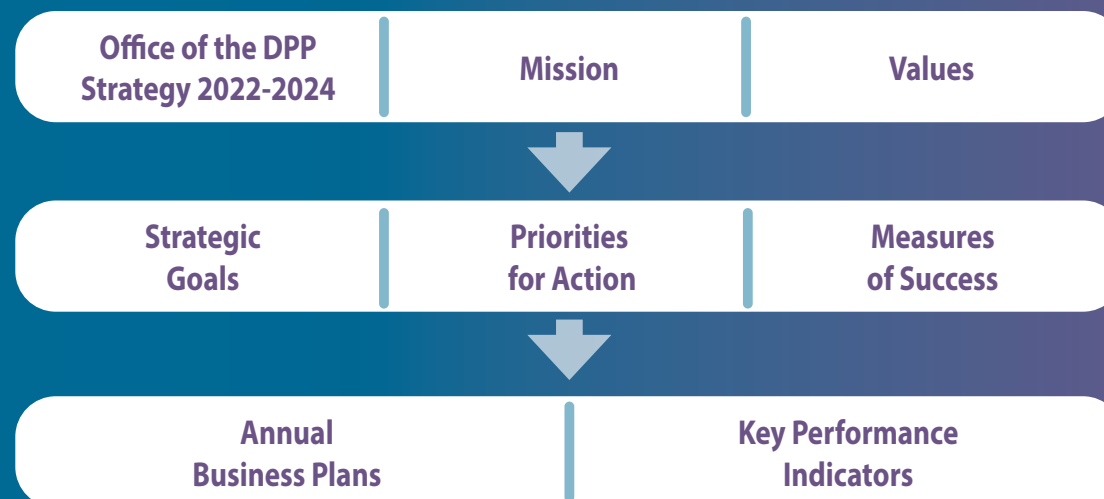 Office of the DPP
Strategy 2022-2024
Mission
Values
Strategic
Goals
Priorities
for Action
Measures
of Success
Annual
Business Plans
Key Performance
Indicators